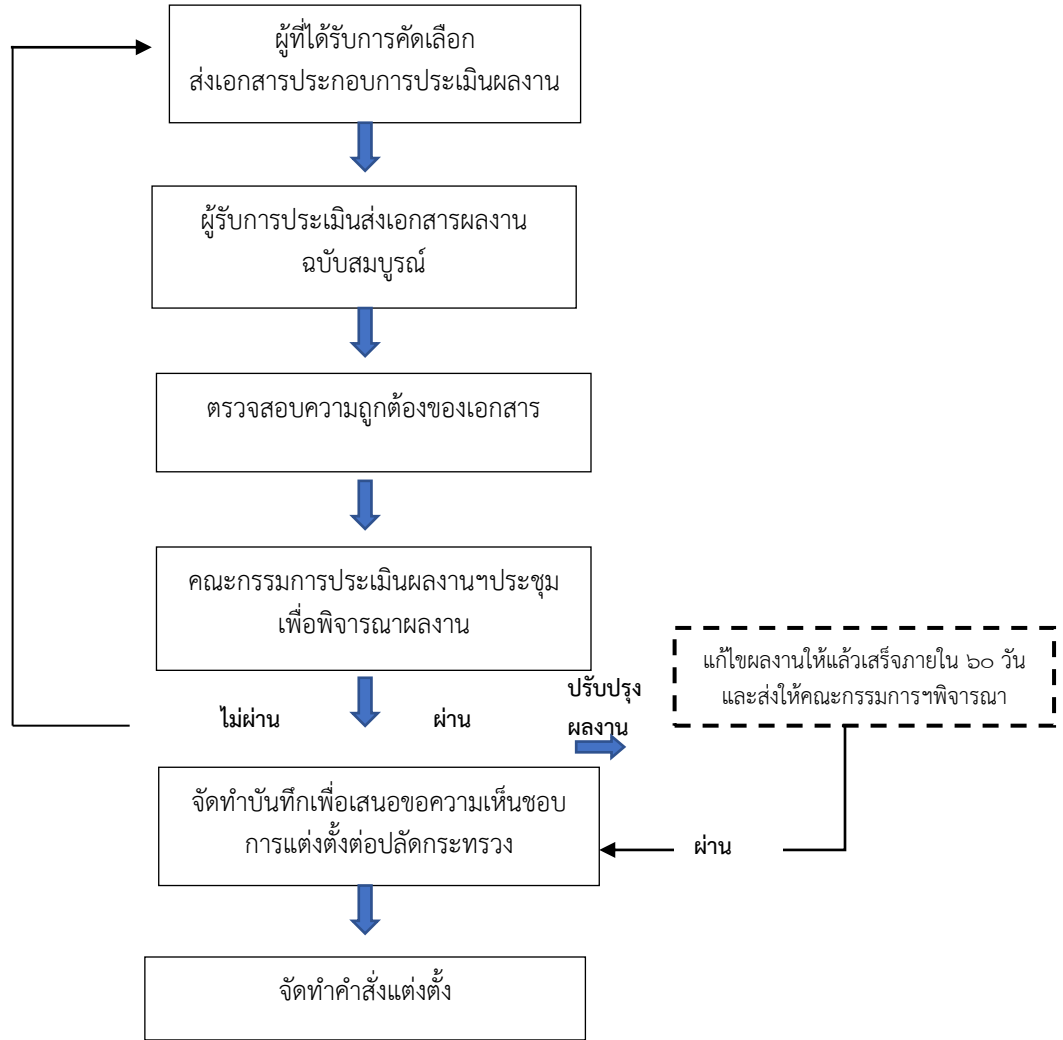 ผู้ที่ได้รับการคัดเลือก
ส่งเอกสารประกอบการประเมินผลงาน
ผู้รับการประเมินส่งเอกสารผลงาน
ฉบับสมบูรณ์
ตรวจสอบความถูกต้องของเอกสาร
คณะกรรมการประเมินผลงานฯประชุม
เพื่อพิจารณาผลงาน
แก้ไขผลงานให้แล้วเสร็จภายใน ๖๐ วัน
และส่งให้คณะกรรมการฯพิจารณา
ไม่ผ่าน
ผ่าน
ปรับปรุง
ผลงาน
จัดทำบันทึกเพื่อเสนอขอความเห็นชอบ
การแต่งตั้งต่อปลัดกระทรวง
ผ่าน
จัดทำคำสั่งแต่งตั้ง